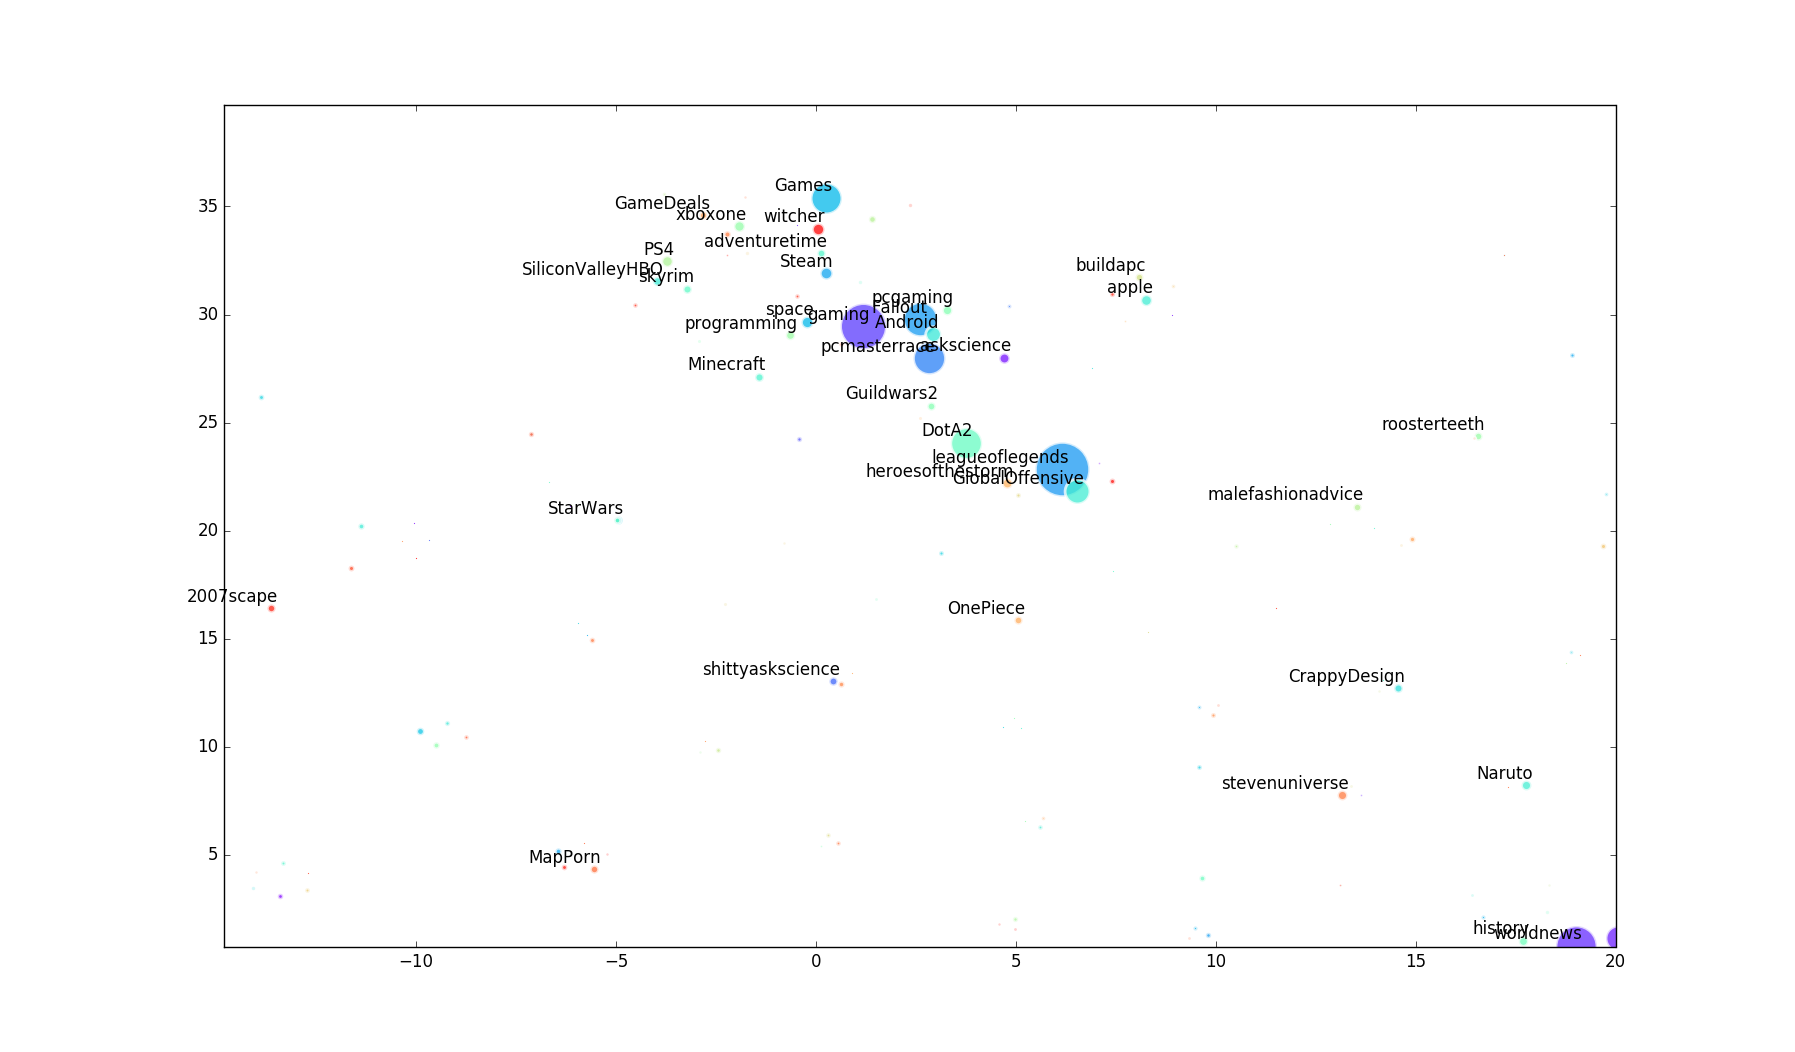 Games
GameDeals
xboxone
witcher
adventuretime
PS4
Steam
SiliconValleyHBO
skyrim
buildapc
apple
pcgaming
Fallout
space
gaming
Android
programming
pcmasterrace
askscience
Minecraft
Guildwars2
DotA2
roosterteeth
leagueoflegends
heroesofthestorm
GlobalOffensive
malefashionadvice
StarWars
2007scape
OnePiece
shittyaskscience
CrappyDesign
Naruto
stevenuniverse
MapPorn
history
worldnews
35
30
25
20
15
10
5
−10
−5
0
5
10
15
20